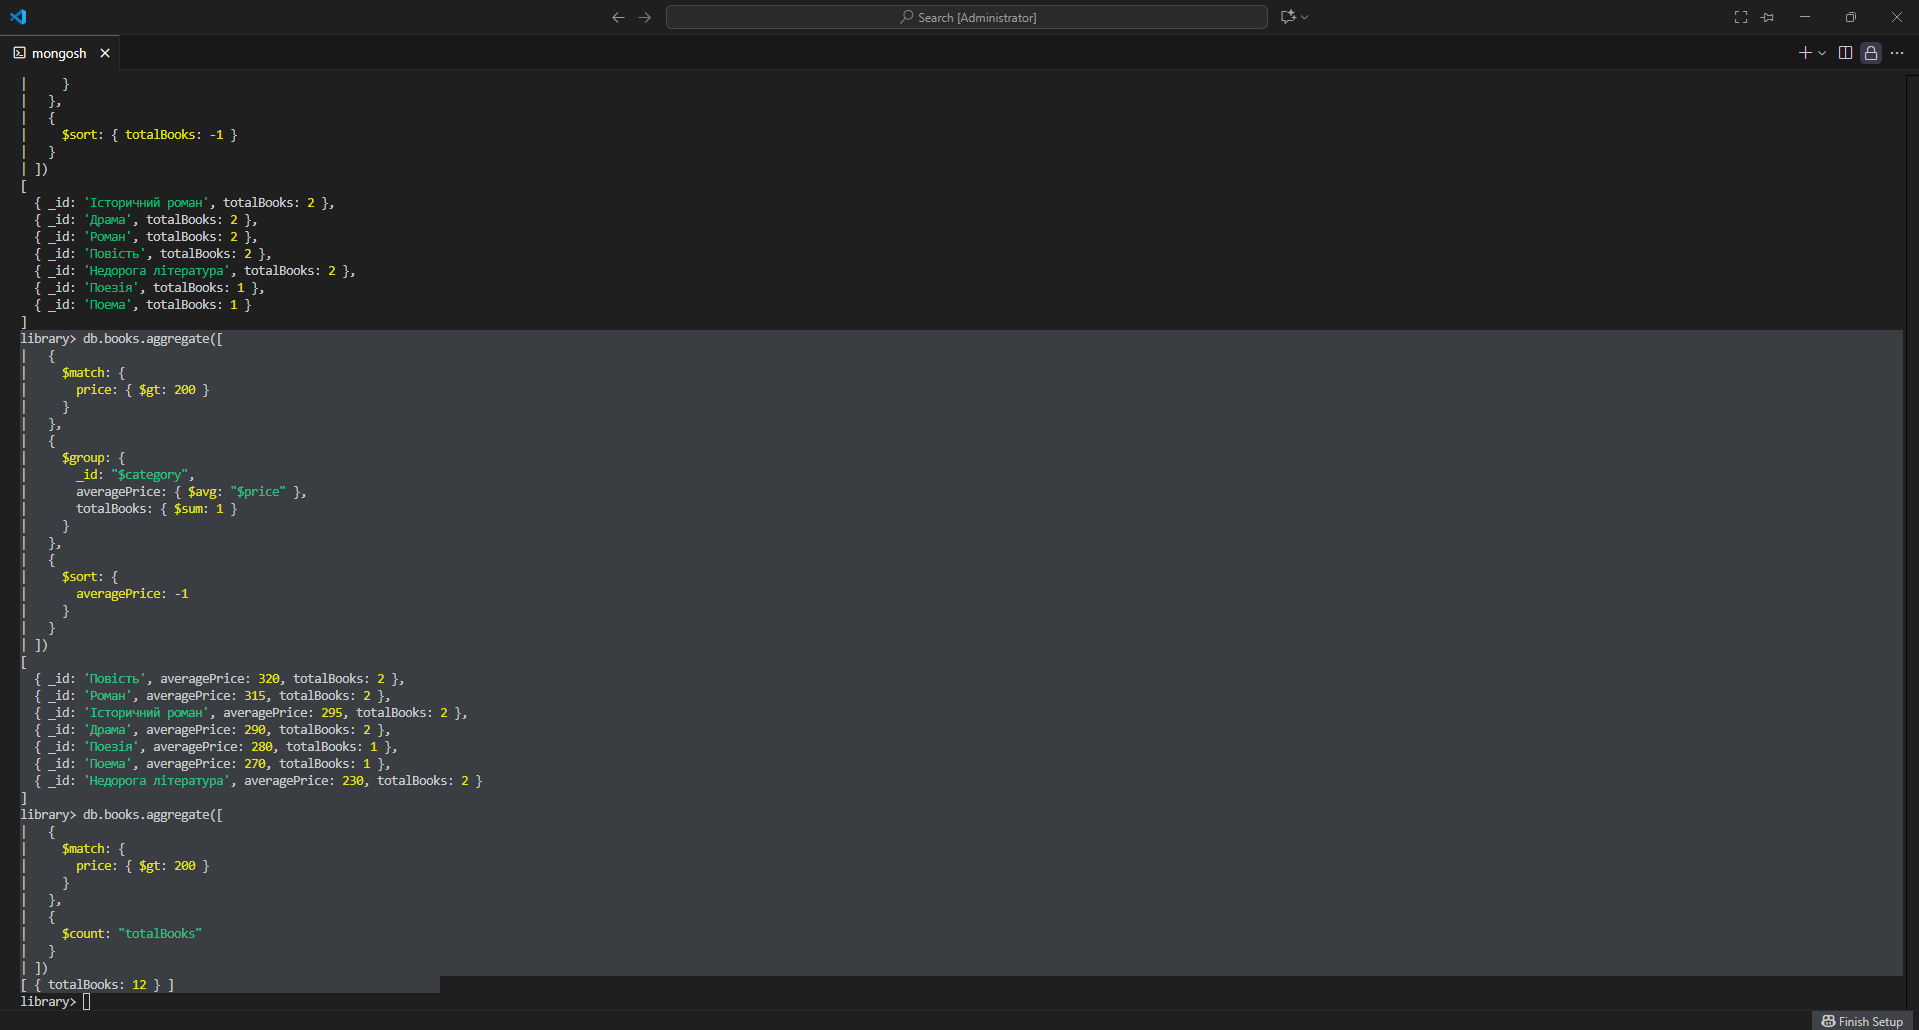 Search [Administrator]
mongosh
|     }
|   },
|   {
|     $sort: { totalBooks: -1 }
|   }
| ])
[
  { _id: 'Історичний роман', totalBooks: 2 },
  { _id: 'Драма', totalBooks: 2 },
  { _id: 'Роман', totalBooks: 2 },
  { _id: 'Повість', totalBooks: 2 },
  { _id: 'Недорога література', totalBooks: 2 },
  { _id: 'Поезія', totalBooks: 1 },
  { _id: 'Поема', totalBooks: 1 }
]
library> db.books.aggregate([
|   {
|     $match: {
|       price: { $gt: 200 }
|     }
|   },
|   {
|     $group: {
|       _id: "$category",
|       averagePrice: { $avg: "$price" },
|       totalBooks: { $sum: 1 }
|     }
|   },
|   {
|     $sort: {
|       averagePrice: -1
|     }
|   }
| ])
[
  { _id: 'Повість', averagePrice: 320, totalBooks: 2 },
  { _id: 'Роман', averagePrice: 315, totalBooks: 2 },
  { _id: 'Історичний роман', averagePrice: 295, totalBooks: 2 },
  { _id: 'Драма', averagePrice: 290, totalBooks: 2 },
  { _id: 'Поезія', averagePrice: 280, totalBooks: 1 },
  { _id: 'Поема', averagePrice: 270, totalBooks: 1 },
  { _id: 'Недорога література', averagePrice: 230, totalBooks: 2 }
]
library> db.books.aggregate([
|   {
|     $match: {
|       price: { $gt: 200 }
|     }
|   },
|   {
|     $count: "totalBooks"
|   }
| ])
[ { totalBooks: 12 } ]
library>
Finish Setup